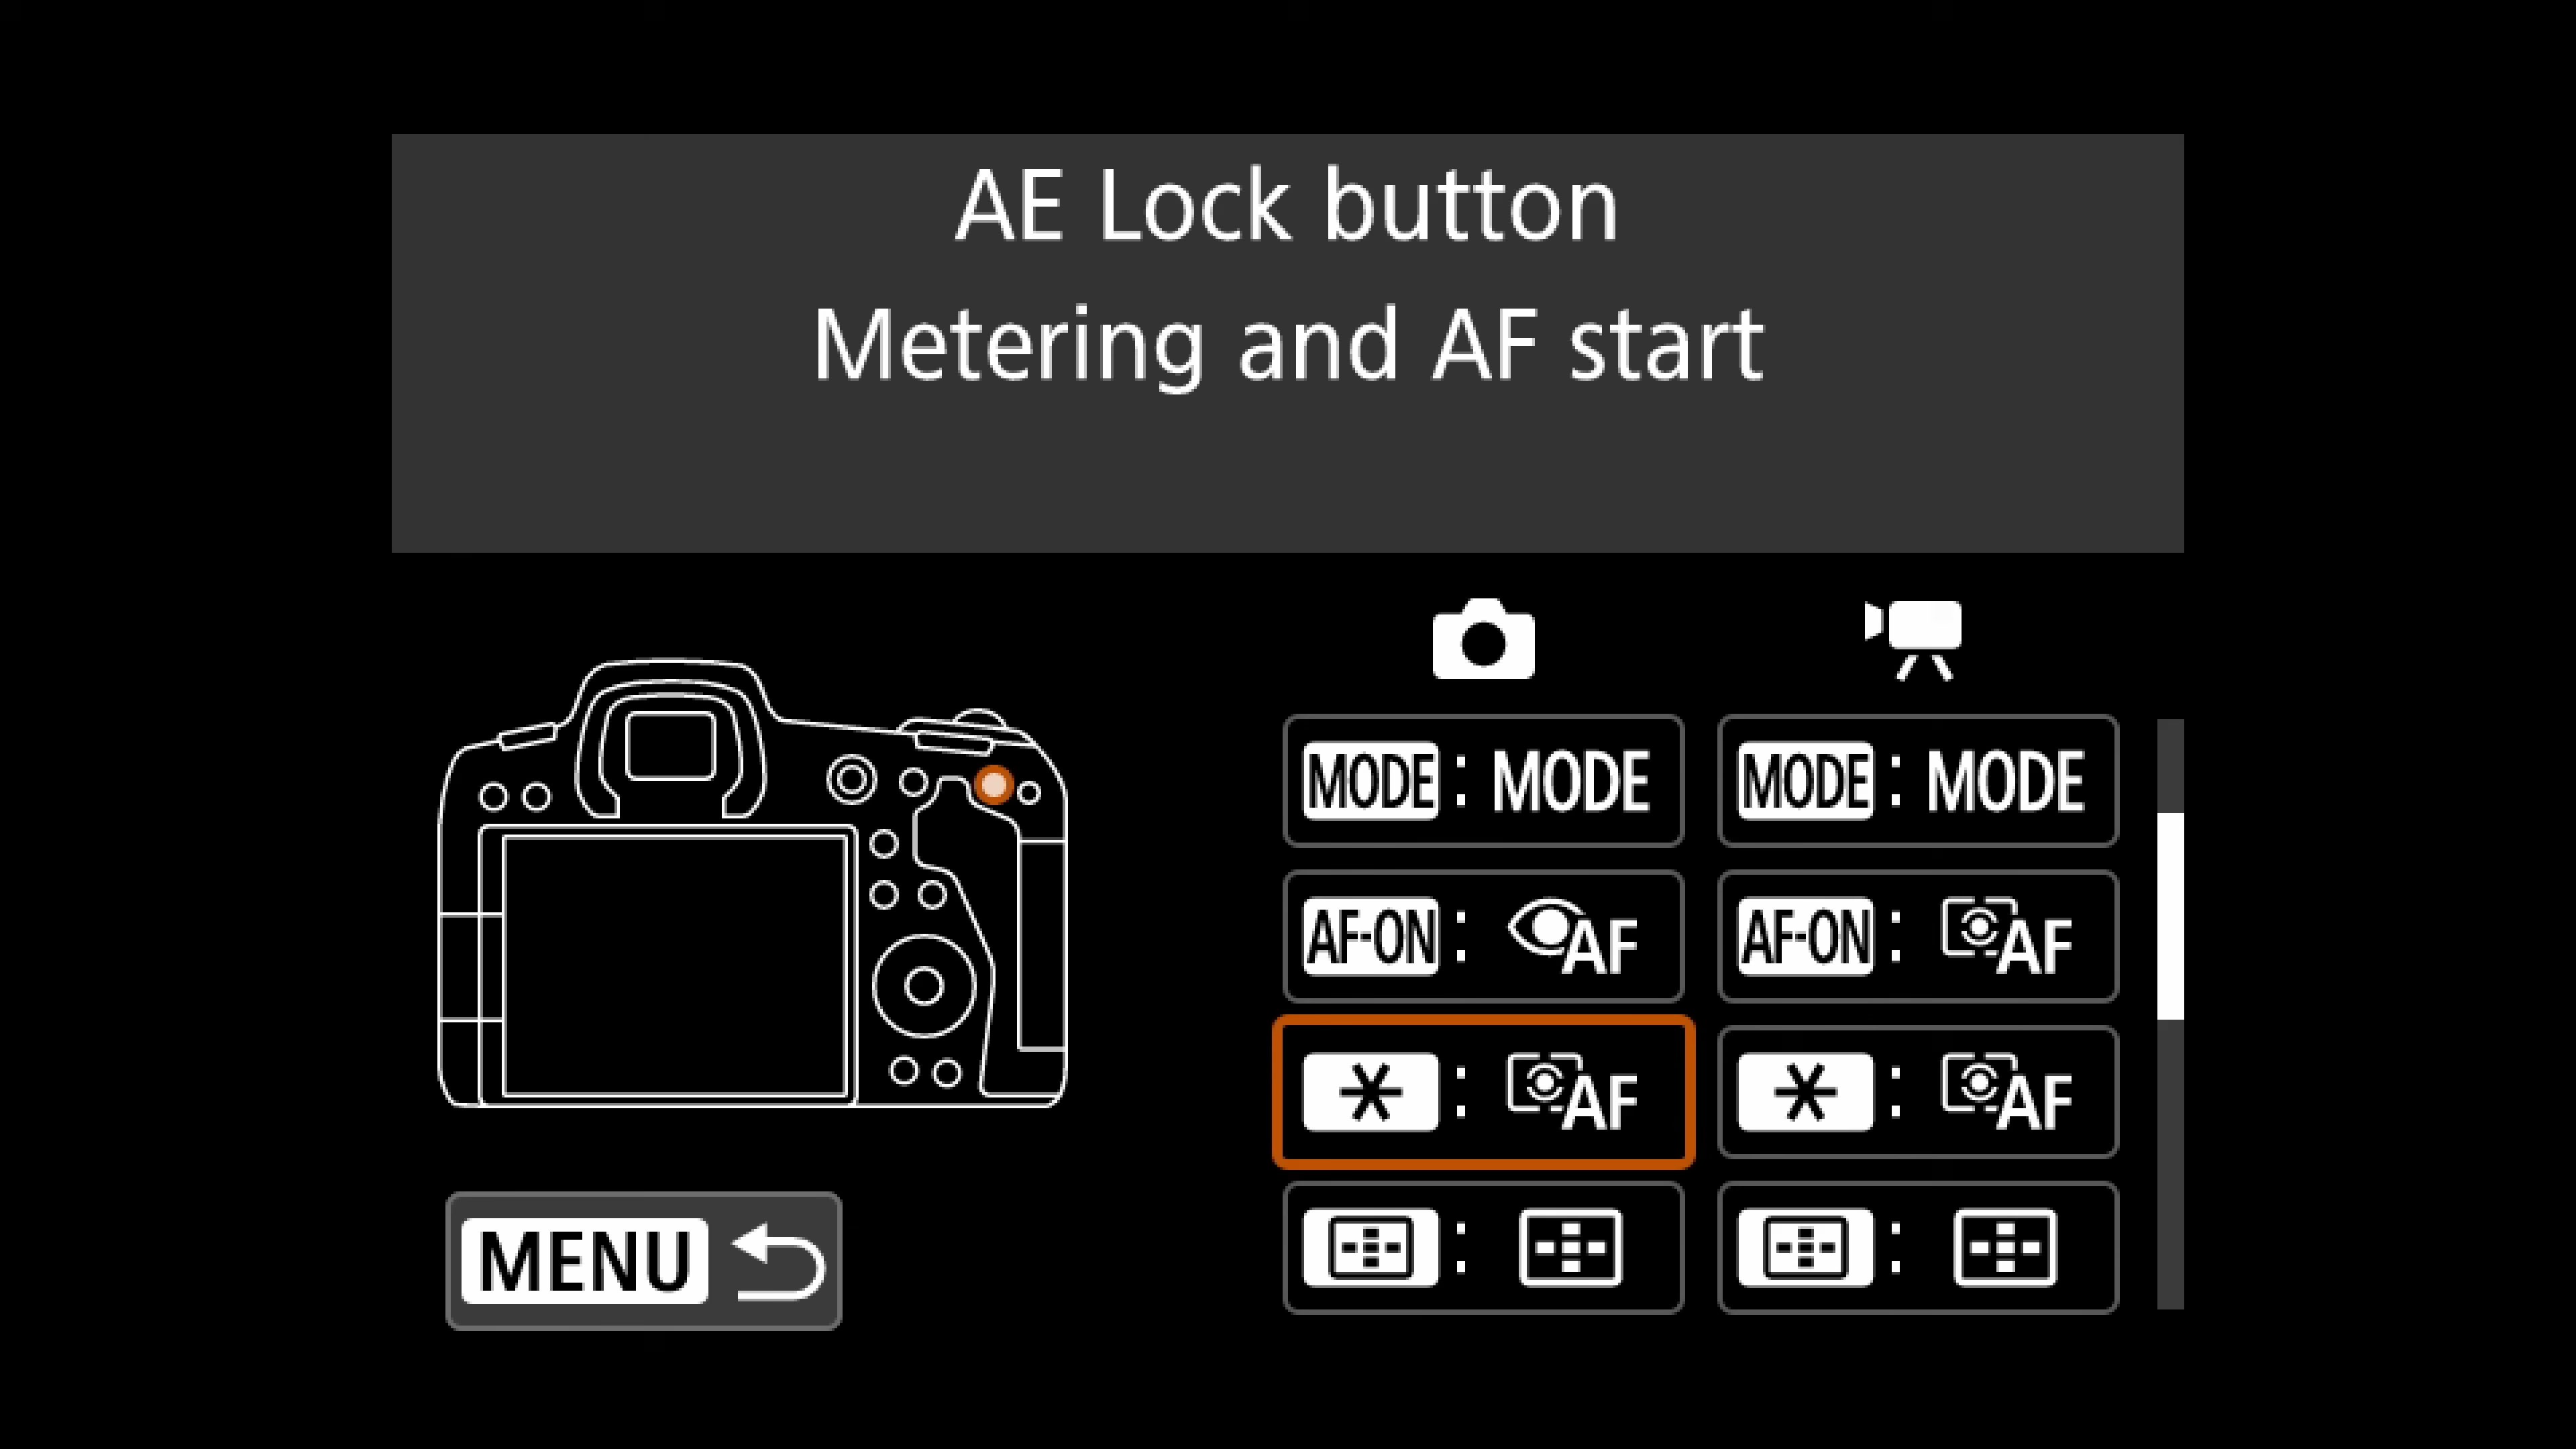 AE Lock button
Metering and AF start
MODE : MODE
MODE : MODE
AF-ON : AF
AF-ON : AF
* : AF
* : AF
MENU